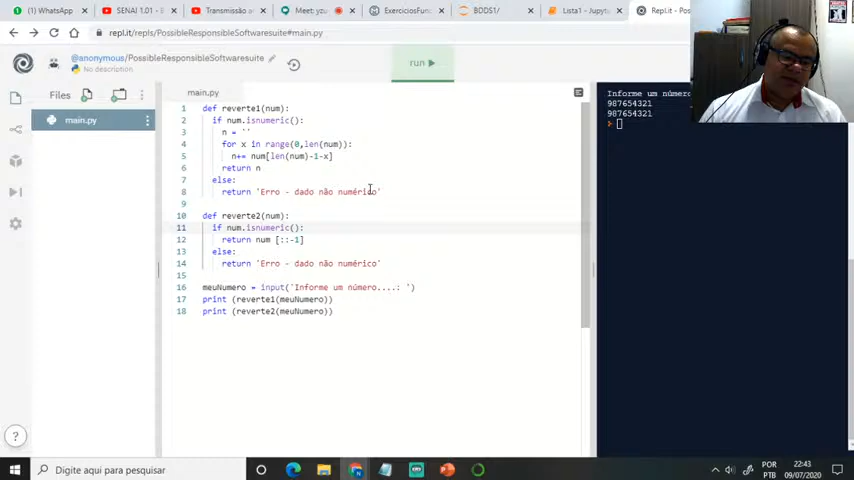 (1) WhatsApp
SENAI 1.01 - E
Transmissão a
Meet: yzu
ExerciciosFunc
BDDS1/
Lista1 - Jupyte
Repl.it - Pos
repl.it/repls/PossibleResponsibleSoftwaresuite#main.py
@anonymous/PossibleResponsibleSoftwaresuite
No description
run
Files
main.py
main.py
1 def reverte1(num):
2 if num.isnumeric():
3 n = ''
4 for x in range(0,len(num)):
5 n+= num[len(num)-1-x]
6 return n
7 else:
8 return 'Erro - dado não numérico'
9
10 def reverte2(num):
11 if num.isnumeric():
12 return num [::-1]
13 else:
14 return 'Erro - dado não numérico'
15
16 meuNumero = input('Informe um número....: ')
17 print (reverte1(meuNumero))
18 print (reverte2(meuNumero))
Informe um número
987654321
987654321
?
Digite aqui para pesquisar
POR
PTB
22:43
09/07/2020